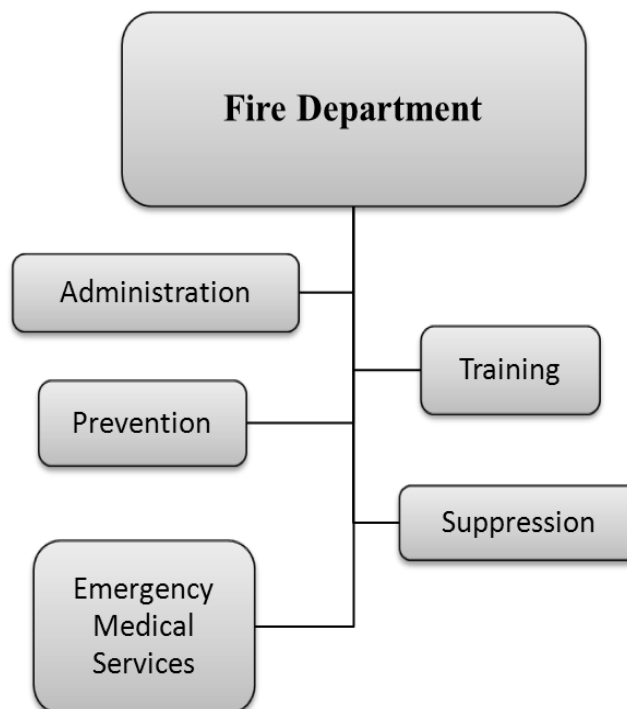 Fire Department
Administration
Training
Prevention
Suppression
Emergency
Medical
Services